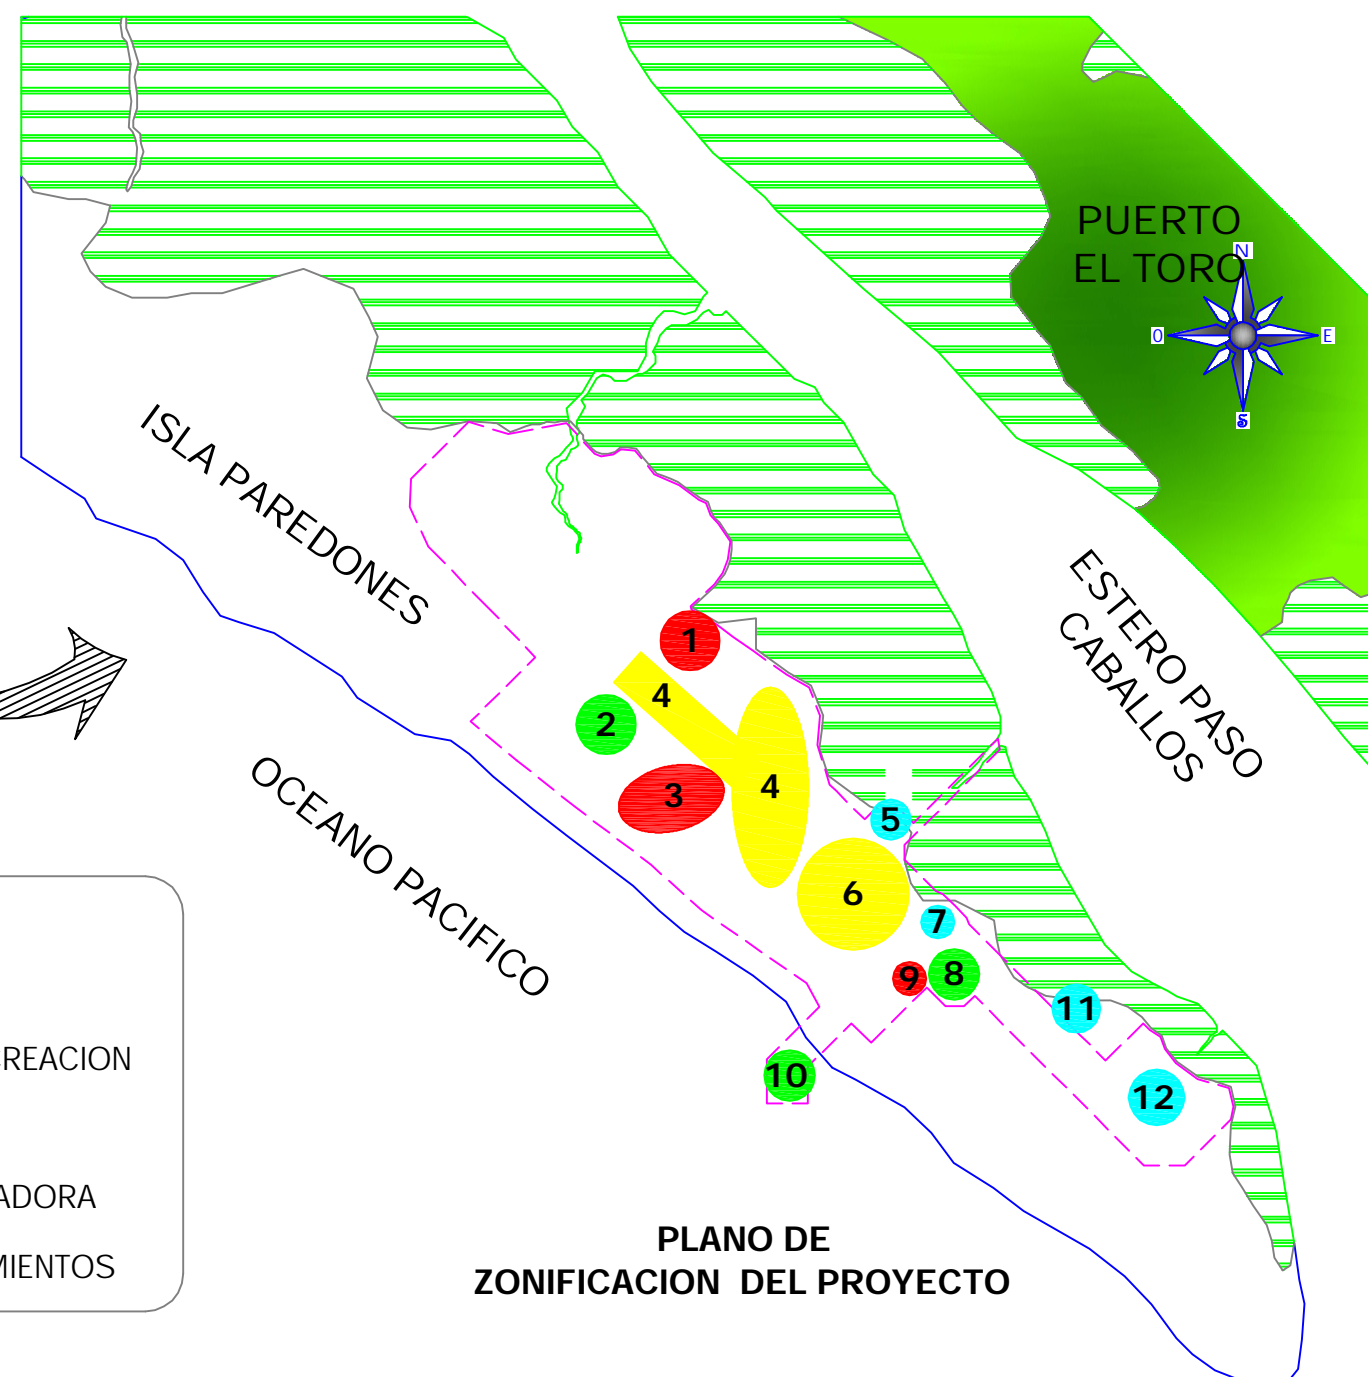 PUERTO
EL TORO
N
O
E
S
ISLA PAREDONES
ESTERO PASO
CABALLOS
OCEANO PACIFICO
1
4
2
3
4
5
6
7
8
9
10
11
12
PLANO DE
ZONIFICACION DEL PROYECTO
CREACION
ADORA
MIENTOS